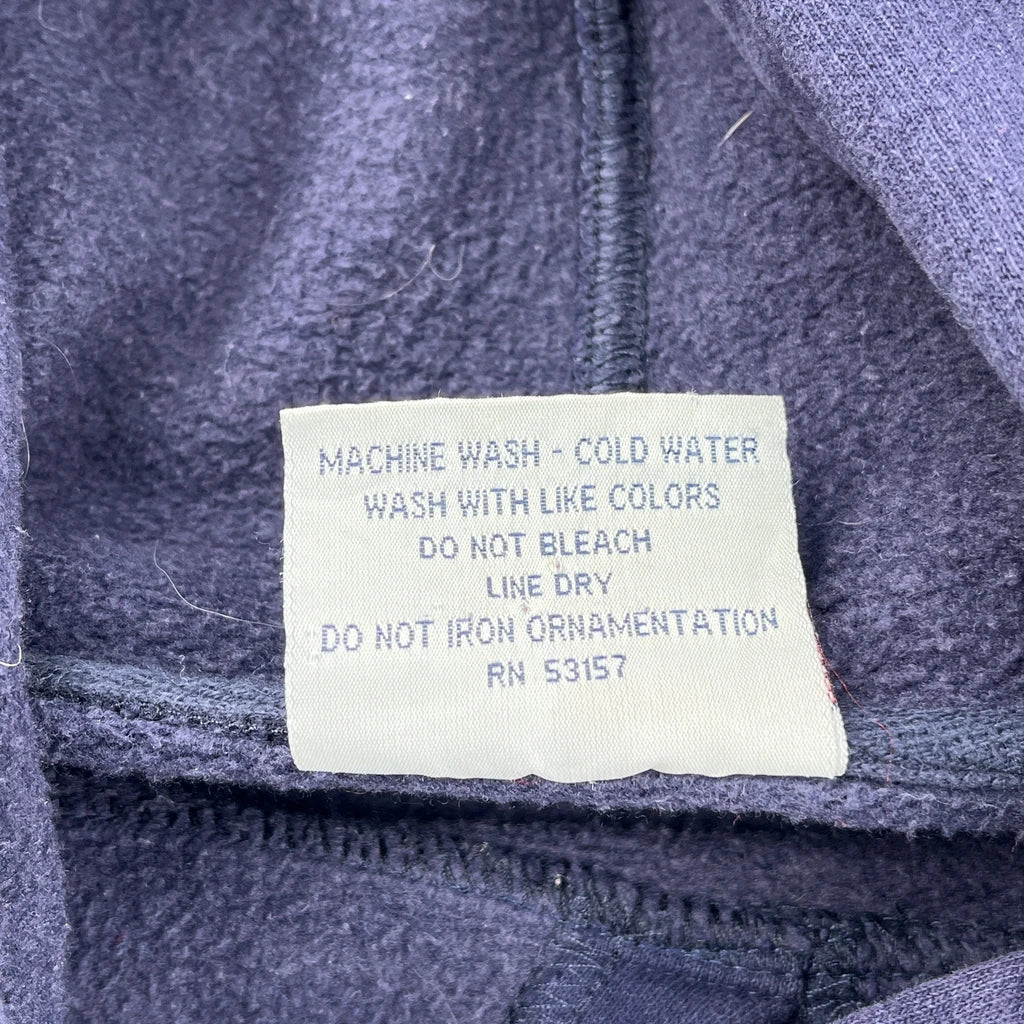 MACHINE WASH - COLD WATER
WASH WITH LIKE COLORS
DO NOT BLEACH
LINE DRY
DO NOT IRON ORNAMENTATION
RN 53157